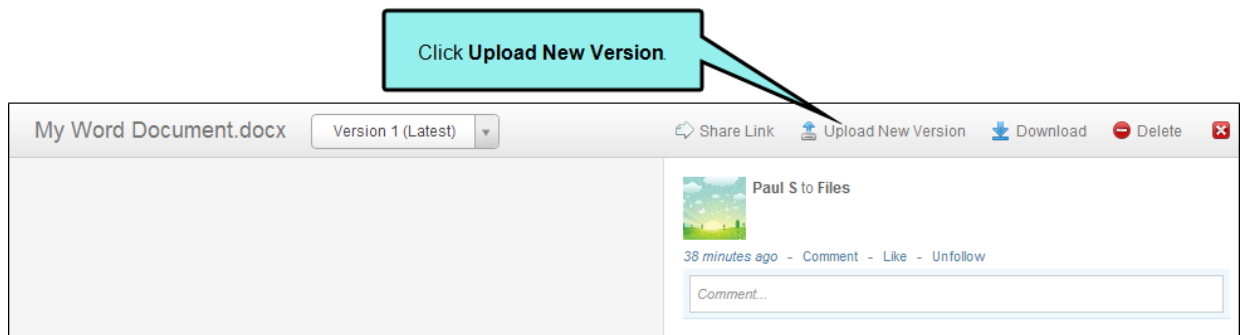 Click Upload New Version.
My Word Document.docx Version 1 (Latest) Share Link Upload New Version Download Delete
Paul S to Files
38 minutes ago - Comment - Like - Unfollow
Comment...